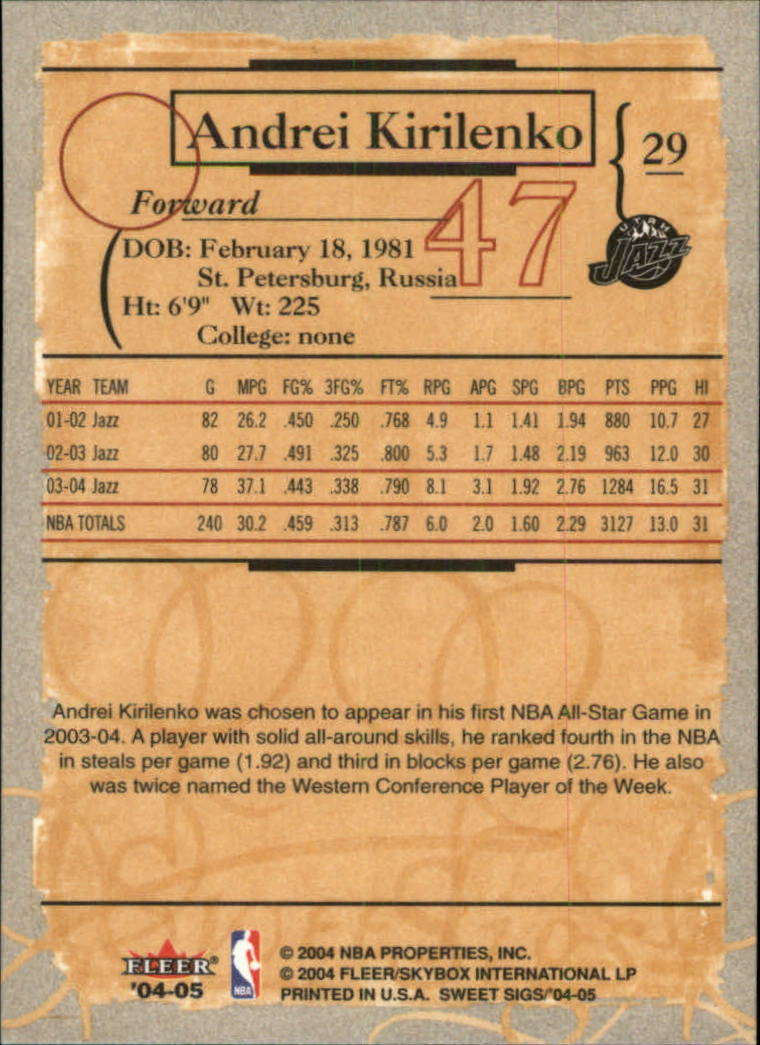 Andrei Kirilenko
29
Forward
47
UTAH
JAZZ
DOB: February 18, 1981
St. Petersburg, Russia
Ht: 6'9" Wt: 225
College: none
YEAR TEAM G MPG FG% 3FG% FT% RPG APG SPG BPG PTS PPG HI
01-02 Jazz 82 26.2 .450 .250 .768 4.9 1.1 1.41 1.94 880 10.7 27
02-03 Jazz 80 27.7 .491 .325 .800 5.3 1.7 1.48 2.19 963 12.0 30
03-04 Jazz 78 37.1 .443 .338 .790 8.1 3.1 1.92 2.76 1284 16.5 31
NBA TOTALS 240 30.2 .459 .313 .787 6.0 2.0 1.60 2.29 3127 13.0 31
Andrei Kirilenko was chosen to appear in his first NBA All-Star Game in
2003-04. A player with solid all-around skills, he ranked fourth in the NBA
in steals per game (1.92) and third in blocks per game (2.76). He also
was twice named the Western Conference Player of the Week.
FLEER®
'04-05
NBA
© 2004 NBA PROPERTIES, INC.
© 2004 FLEER/SKYBOX INTERNATIONAL LP
PRINTED IN U.S.A. SWEET SIGS/'04-05